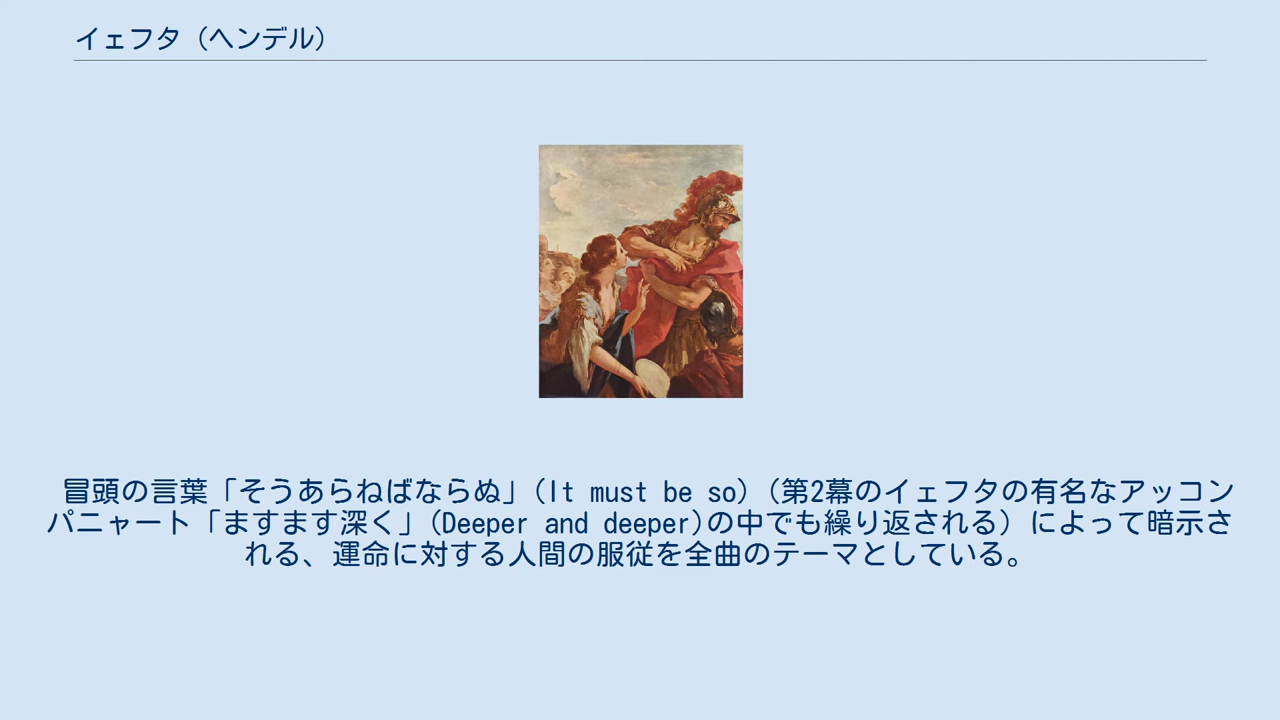 イェフタ（ヘンデル）
冒頭の言葉「そうあらねばならぬ」(It must be so)（第2幕のイェフタの有名なアッコン
パニャート「ますます深く」(Deeper and deeper)の中でも繰り返される）によって暗示さ
れる、運命に対する人間の服従を全曲のテーマとしている。